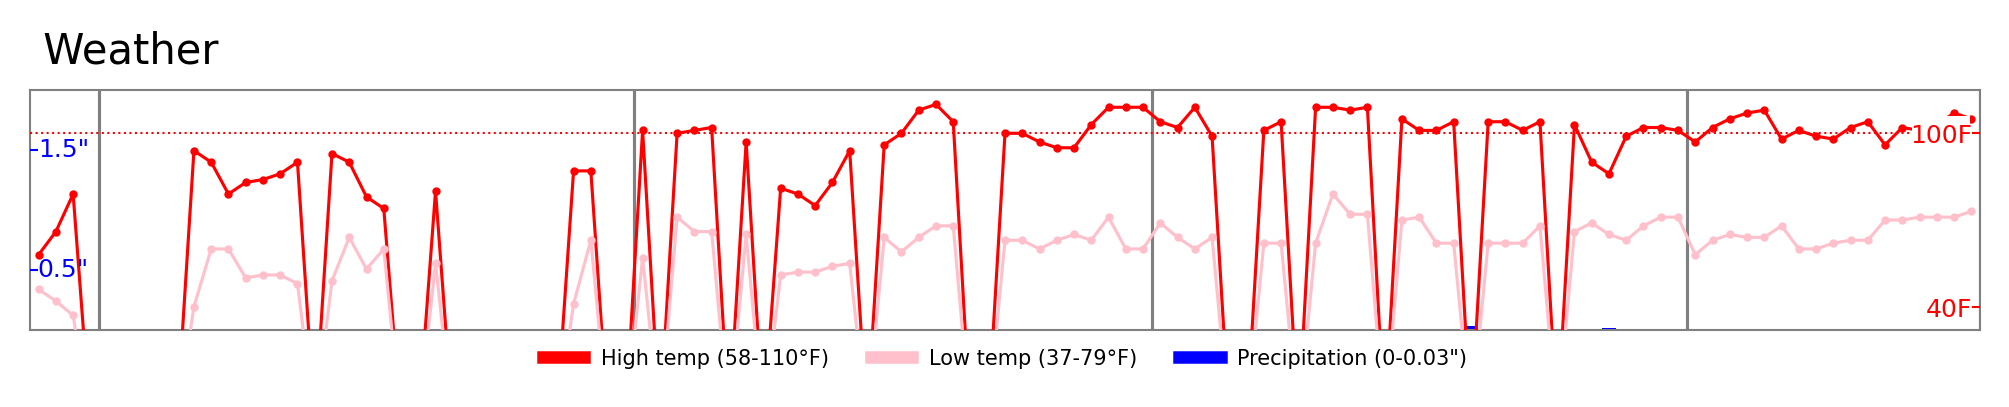 Weather
1.5"
100F
0.5"
40F
High temp (58-110°F) Low temp (37-79°F) Precipitation (0-0.03")